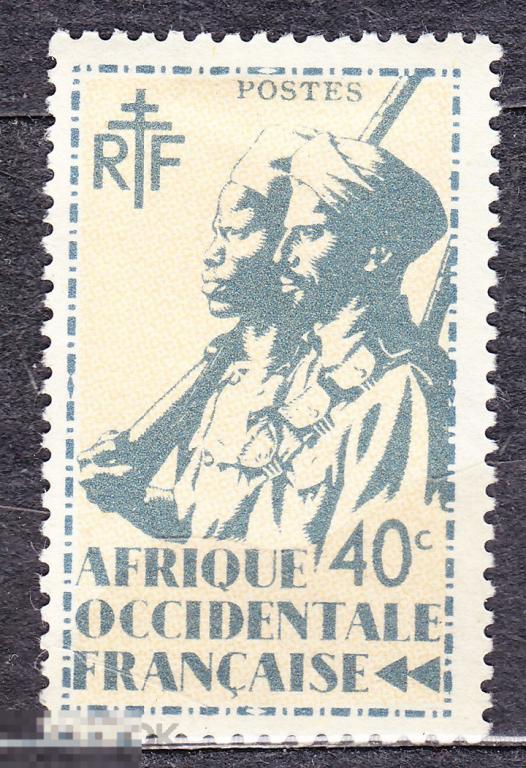 POSTES
RF
AFRIQUE 40c
OCCIDENTALE
FRANÇAISE